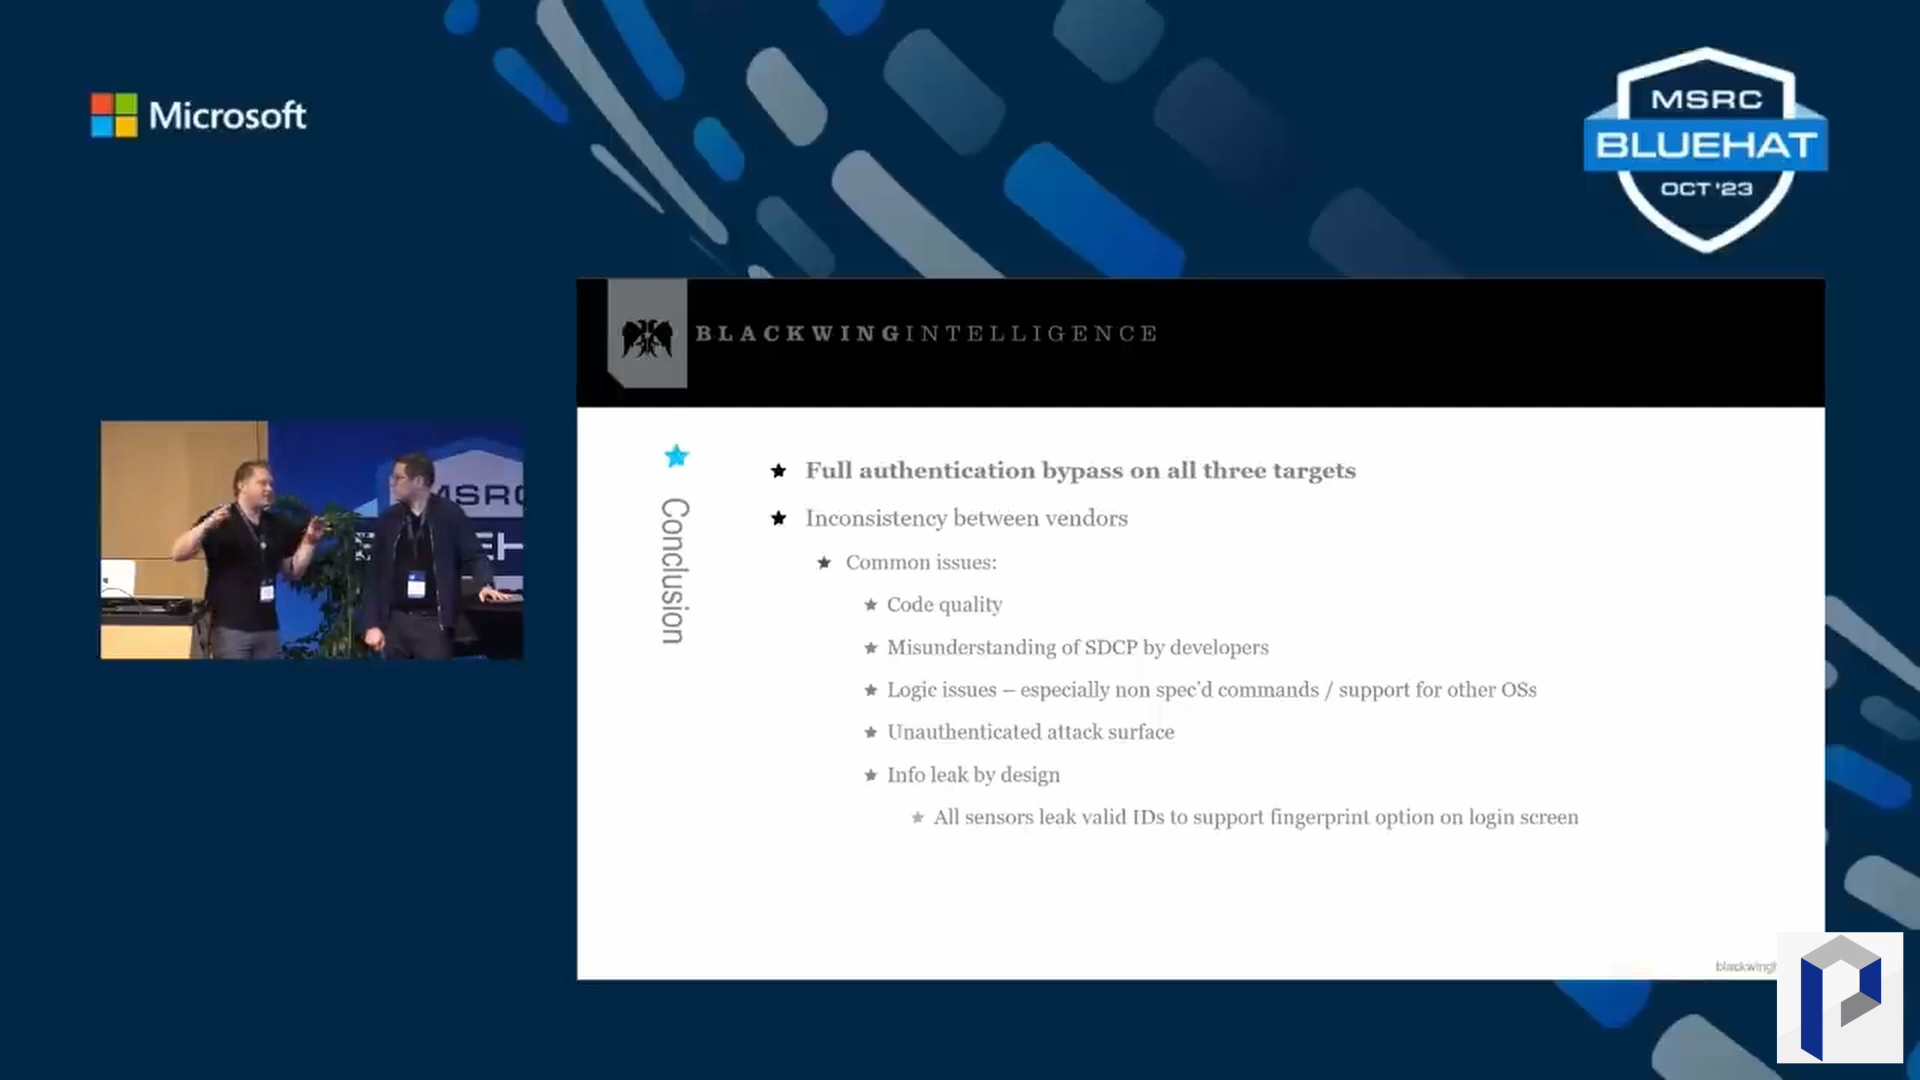 Microsoft
MSRC
BLUEHAT
OCT '23
BLACKWINGINTELLIGENCE
Conclusion
Full authentication bypass on all three targets
Inconsistency between vendors
Common issues:
Code quality
Misunderstanding of SDCP by developers
Logic issues – especially non spec'd commands / support for other OSs
Unauthenticated attack surface
Info leak by design
All sensors leak valid IDs to support fingerprint option on login screen
MSRC